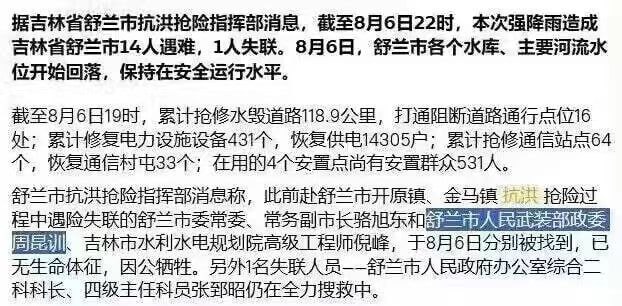 据吉林省舒兰市抗洪抢险指挥部消息，截至8月6日22时，本次强降雨造成
吉林省舒兰市14人遇难，1人失联。8月6日，舒兰市各个水库、主要河流水
位开始回落，保持在安全运行水平。
截至8月6日19时，累计抢修水毁道路118.9公里，打通阻断道路通行点位16
处；累计修复电力设施设备431个，恢复供电14305户；累计抢修通信站点64
个，恢复通信村屯33个；在用的4个安置点尚有安置群众531人。
舒兰市抗洪抢险指挥部消息称，此前赴舒兰市开原镇、金马镇 抗洪 抢险过
程中遇险失联的舒兰市委常委、常务副市长骆旭东和舒兰市人民武装部政委
周昆训、吉林市水利水电规划院高级工程师倪峰，于8月6日分别被找到，已
无生命体征，因公牺牲。另外1名失联人员——舒兰市人民政府办公室综合二
科科长、四级主任科员张郅昭仍在全力搜救中。